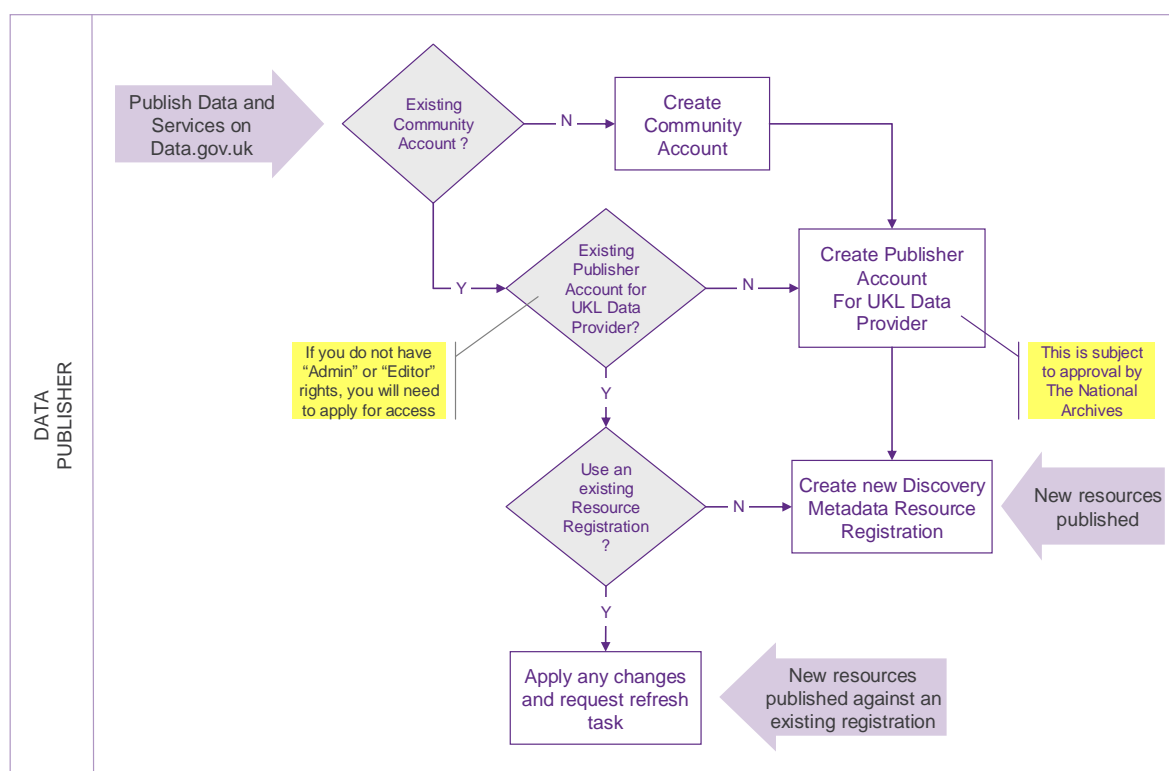 DATA
PUBLISHER
Publish Data and
Services on
Data.gov.uk
Existing
Community
Account ?
N
Create
Community
Account
Y
Existing
Publisher
Account for
UKL Data
Provider?
N
Create Publisher
Account
For UKL Data
Provider
If you do not have
“Admin” or “Editor”
rights, you will need
to apply for access
This is subject
to approval by
The National
Archives
Y
Use an
existing
Resource
Registration
?
N
Create new Discovery
Metadata Resource
Registration
New resources
published
Y
Apply any changes
and request refresh
task
New resources
published against an
existing registration